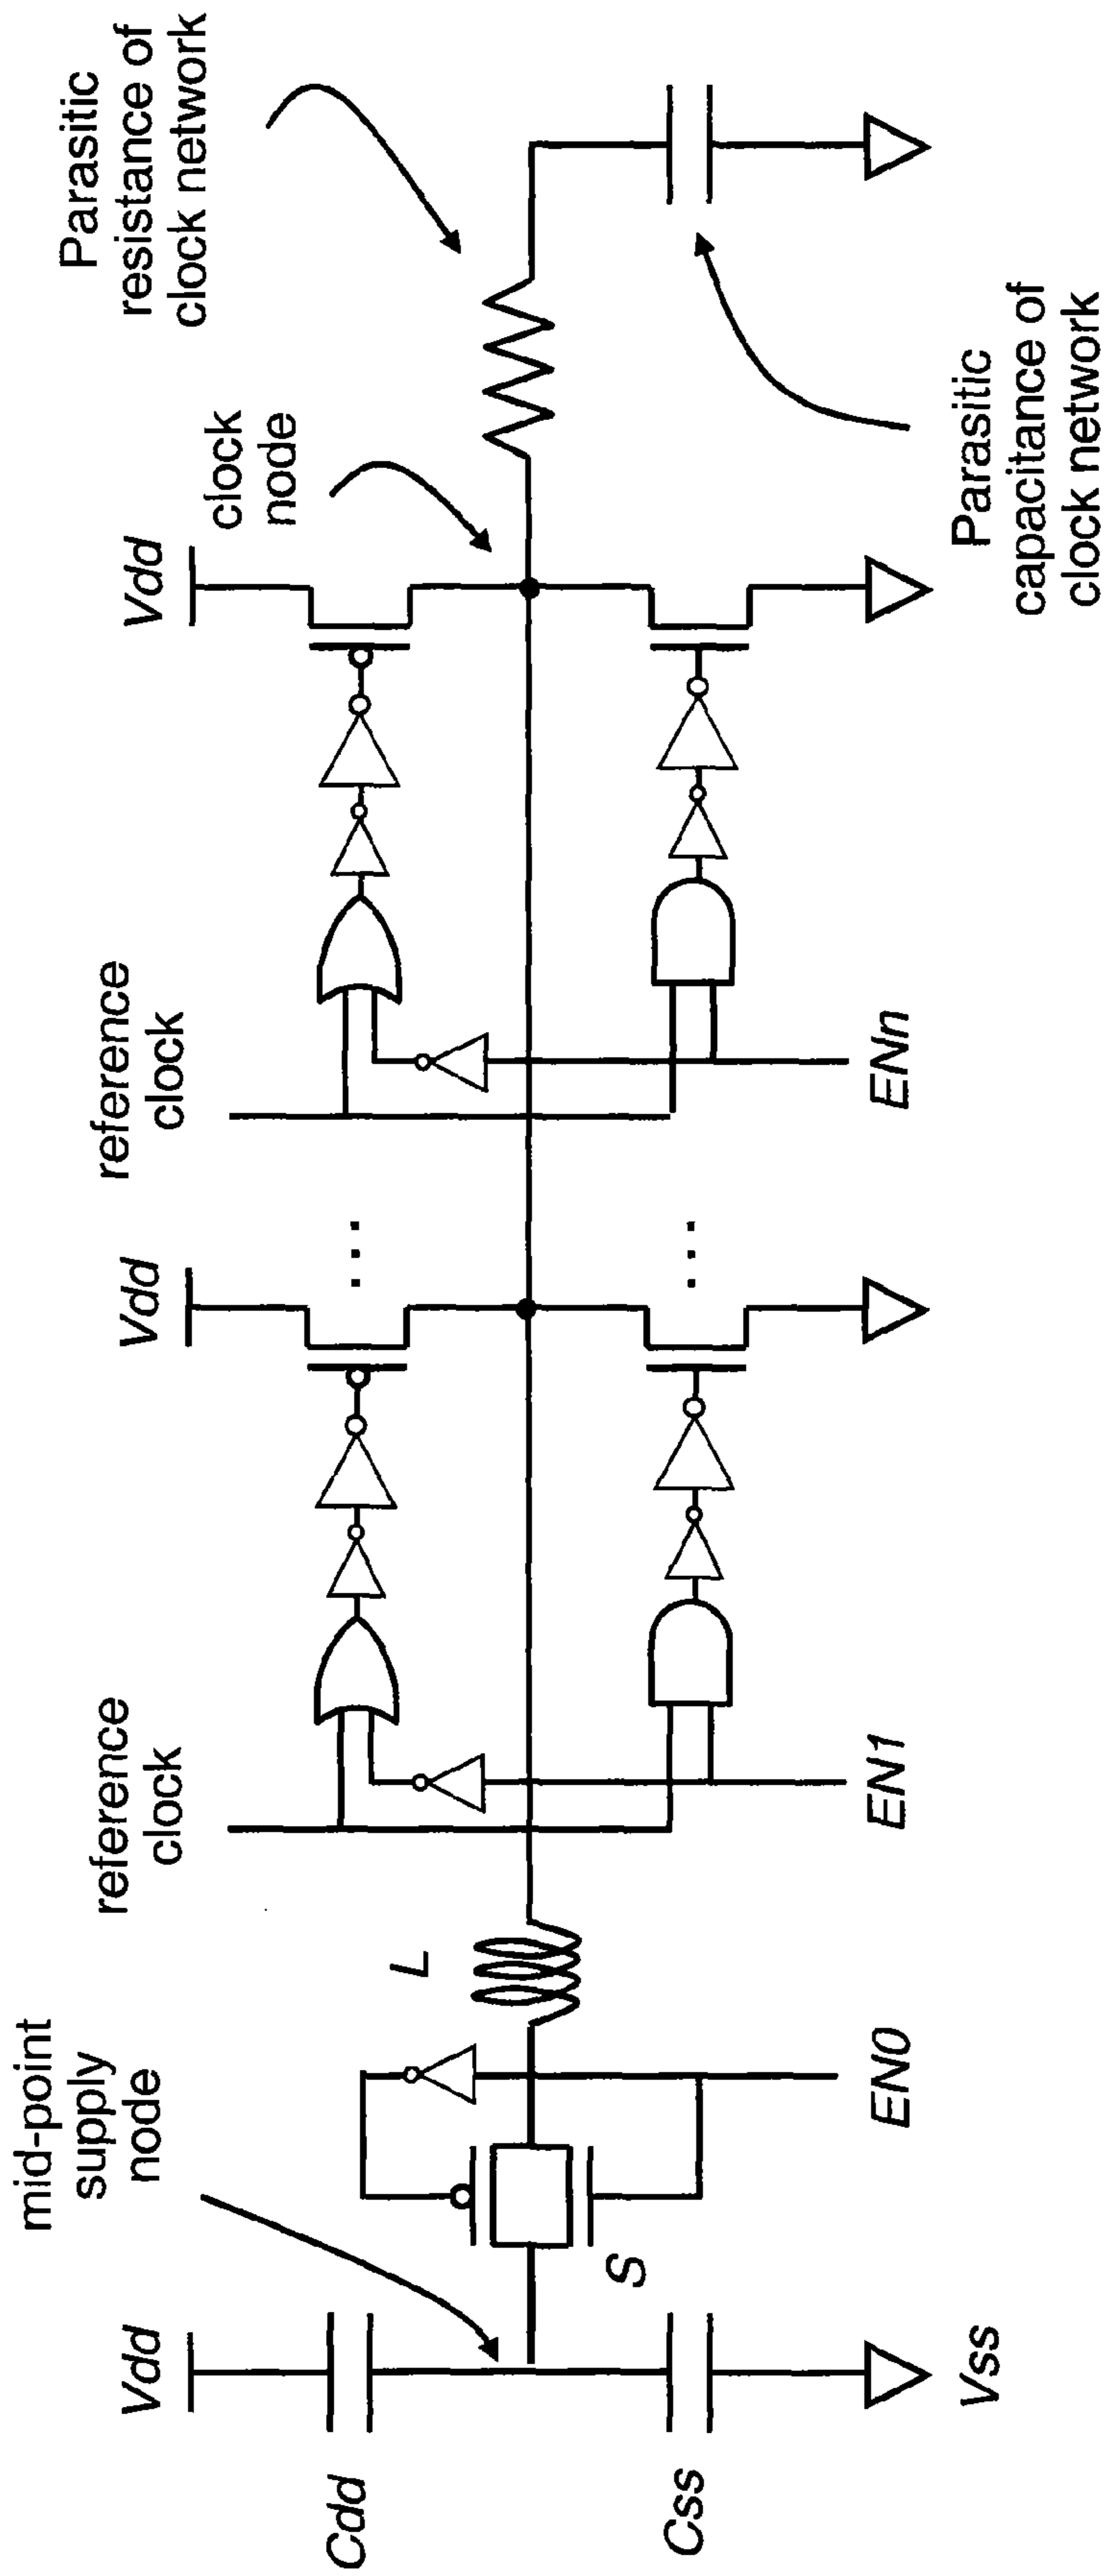 Vdd
Cdd
Css
Vss
mid-point
supply
node
S
EN0
L
reference
clock
EN1
Vdd
...
...
reference
clock
ENn
Vdd
clock
node
Parasitic
resistance of
clock network
Parasitic
capacitance of
clock network